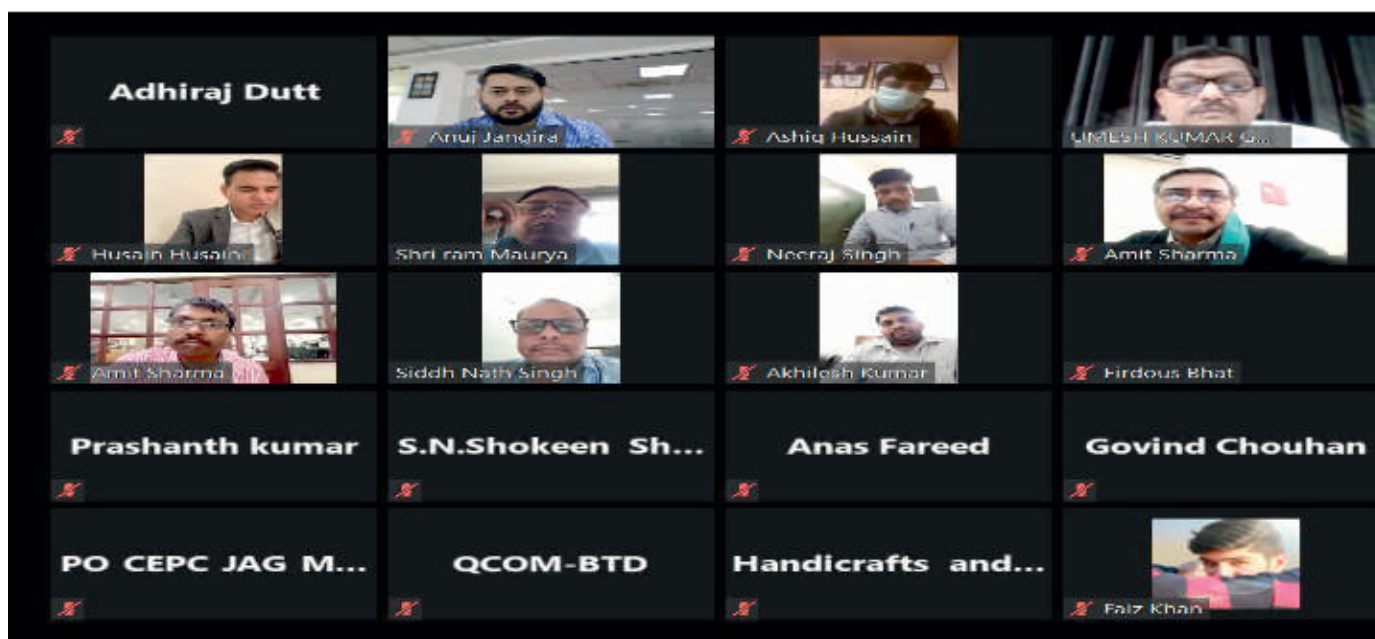 Adhiraj Dutt
Anuj Jangira
Ashiq Hussain
UMESH KUMAR G...
Husain Husaini
Shri ram Maurya
Neeraj Singh
Amit Sharma
Amit Sharma
Siddh Nath Singh
Akhilesh Kumar
Firdous Bhat
Prashanth kumar
S.N.Shokeen Sh...
Anas Fareed
Govind Chouhan
PO CEPC JAG M...
QCOM-BTD
Handicrafts and...
Faiz Khan